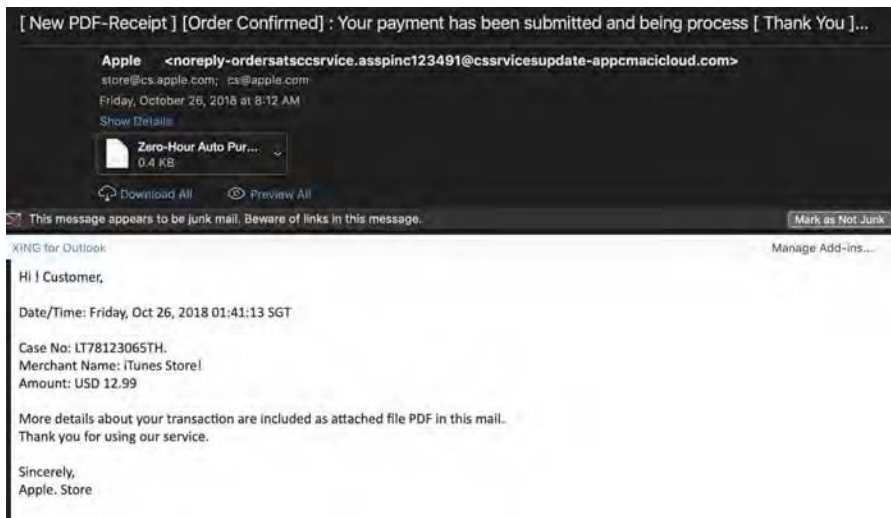 [ New PDF-Receipt ] [Order Confirmed] : Your payment has been submitted and being process [ Thank You ]...
Apple <noreply-ordersatsccsrvice.asspinc123491@cssrvicesupdate-appcmacicloud.com>
store@cs.apple.com; cs@apple.com
Friday, October 26, 2018 at 8:12 AM
Show Details
Zero-Hour Auto Pur...
0.4 KB
Download All Preview All
This message appears to be junk mail. Beware of links in this message. Mark as Not Junk
XING for Outlook Manage Add-ins...
Hi ! Customer,
Date/Time: Friday, Oct 26, 2018 01:41:13 SGT
Case No: LT78123065TH.
Merchant Name: iTunes Store!
Amount: USD 12.99
More details about your transaction are included as attached file PDF in this mail.
Thank you for using our service.
Sincerely,
Apple. Store